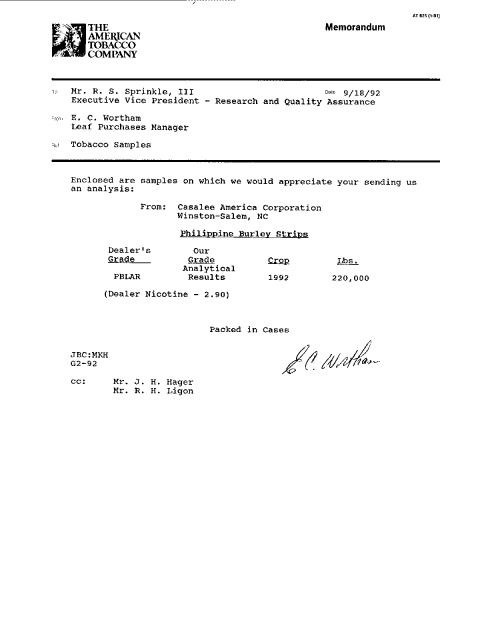 AT 025 (1-91)
THE
AMERICAN
TOBACCO
COMPANY
Memorandum
To: Mr. R. S. Sprinkle, III Date 9/18/92
Executive Vice President - Research and Quality Assurance
From: E. C. Wortham
Leaf Purchases Manager
Ref: Tobacco Samples
Enclosed are samples on which we would appreciate your sending us
an analysis:
From: Casalee America Corporation
Winston-Salem, NC
Philippine Burley Strips
Dealer's Our
Grade Grade Crop Lbs.
Analytical
PBLAR Results 1992 220,000
(Dealer Nicotine - 2.90)
Packed in Cases
E C. Wortham
JBC:MKH
G2-92
cc: Mr. J. H. Hager
Mr. R. H. Ligon